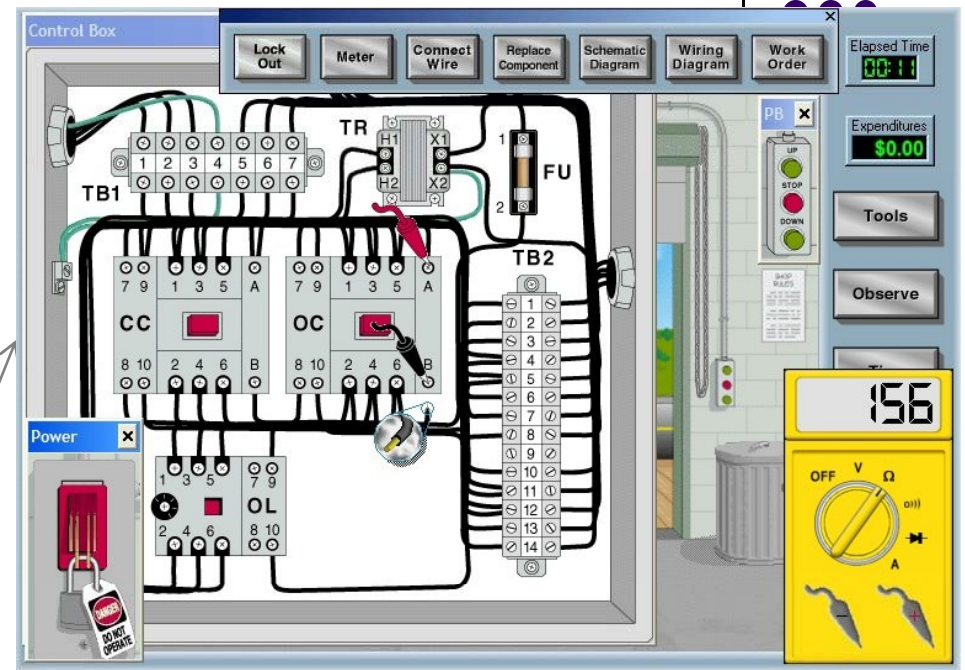 Control Box
Lock
Out
Meter
Connect
Wire
Replace
Component
Schematic
Diagram
Wiring
Diagram
Work
Order
×
Elapsed Time
00:11
Expenditures
$0.00
Tools
Observe
PB ×
UP
STOP
DOWN
SHOP
RULES
TR
H1 X1
H2 X2
1
FU
2
TB1
1 2 3 4 5 6 7
TB2
1
2
3
4
5
6
7
8
9
10
11
12
13
14
7 9 1 3 5 A
CC
8 10 2 4 6 B
7 9 1 3 5 A
OC
8 10 2 4 6 B
1 3 5 7 9
OL
2 4 6 8 10
Power ×
DANGER
DO NOT
OPERATE
156
OFF V Ω
A
- +